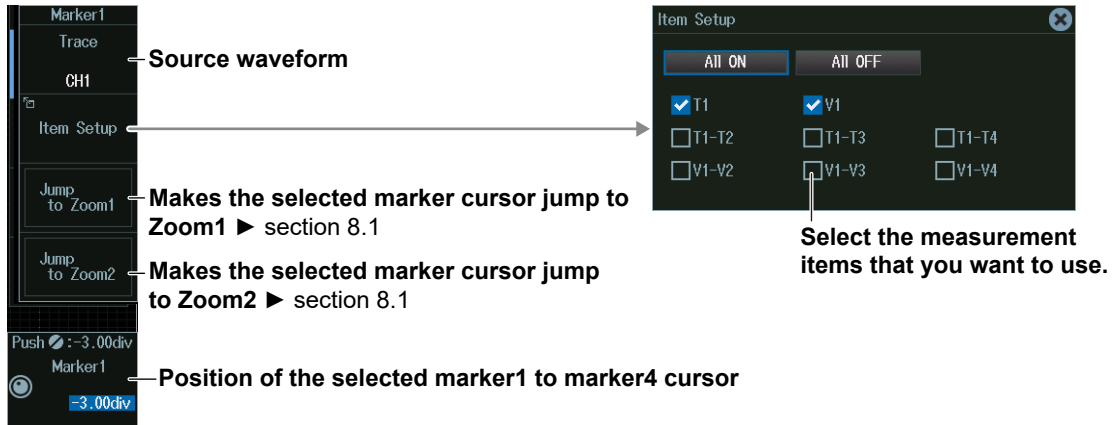 Marker1
Trace
CH1
Source waveform
Item Setup
Jump
to Zoom1
Makes the selected marker cursor jump to
Zoom1 ► section 8.1
Jump
to Zoom2
Makes the selected marker cursor jump
to Zoom2 ► section 8.1
Push :-3.00div
Marker1
-3.00div
Position of the selected marker1 to marker4 cursor
Item Setup
All ON All OFF
T1 V1
T1-T2 T1-T3 T1-T4
V1-V2 V1-V3 V1-V4
Select the measurement
items that you want to use.